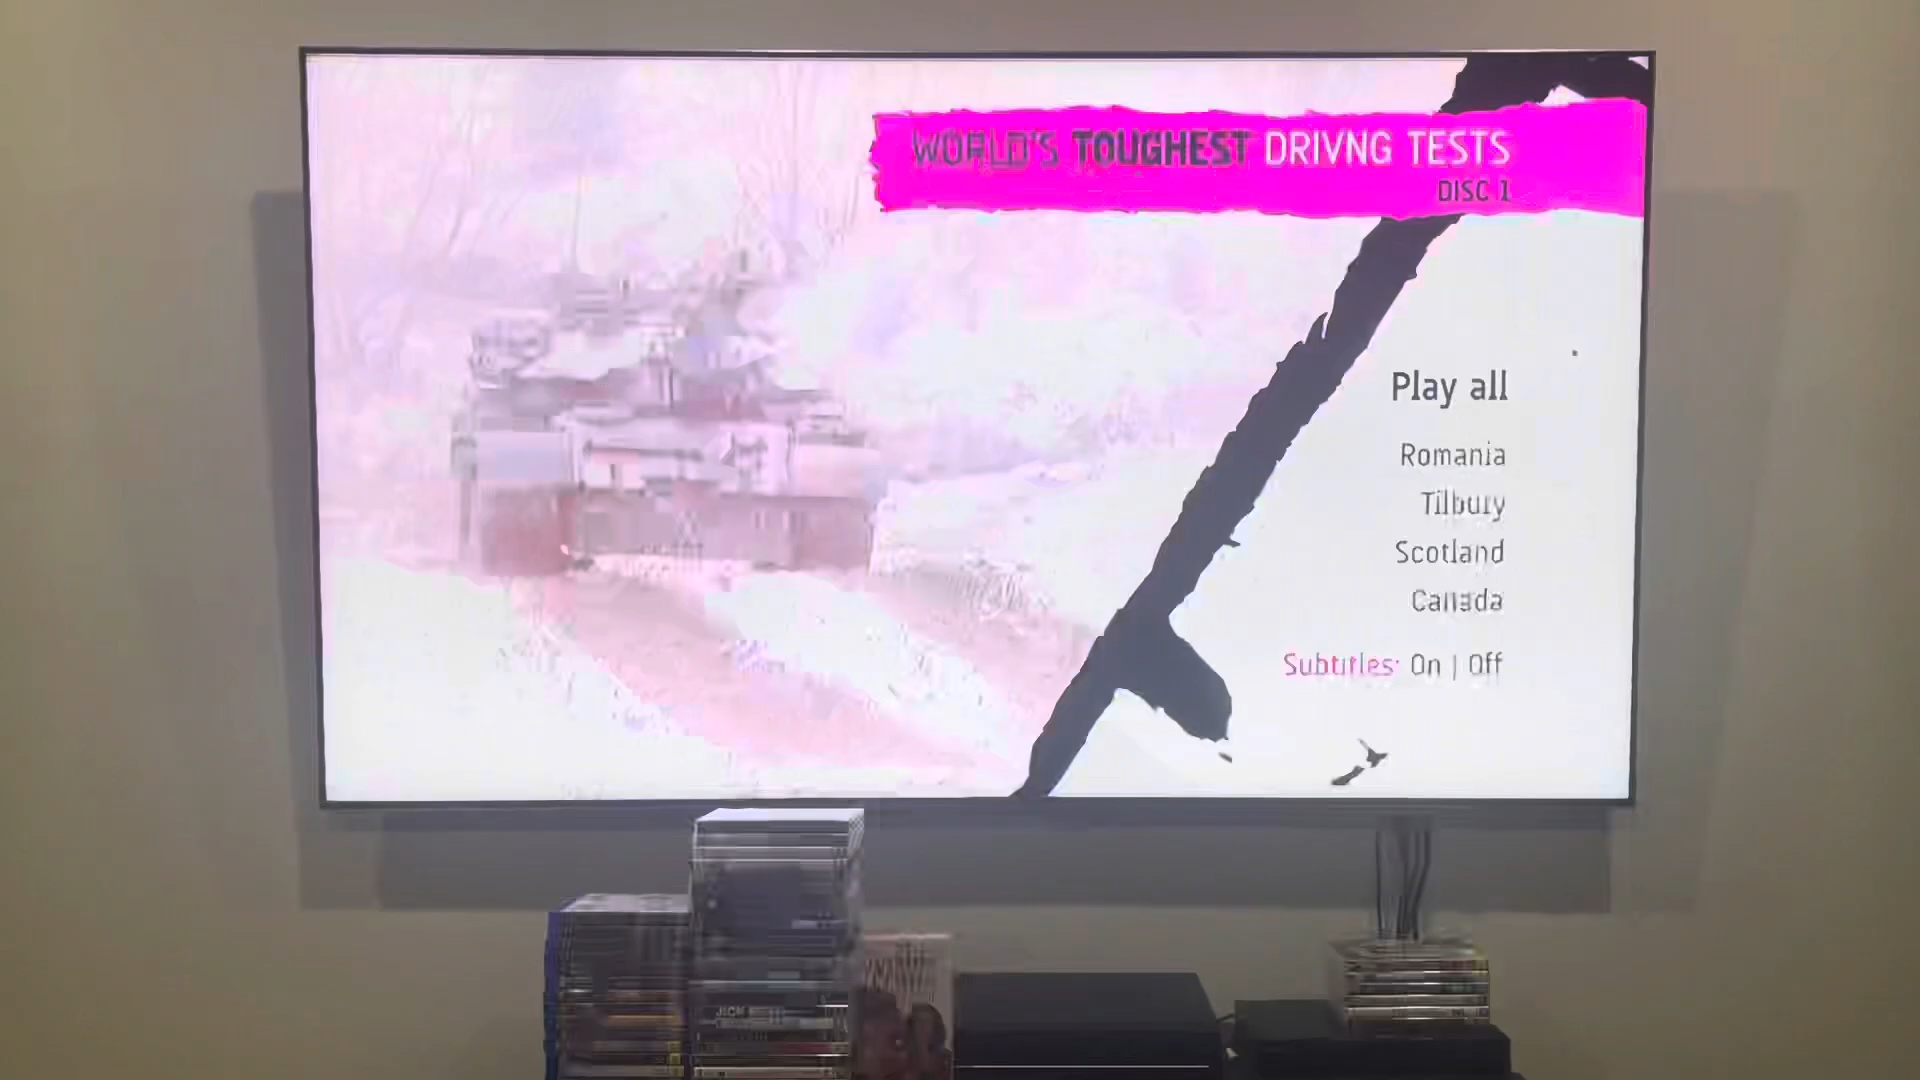 WORLD'S TOUGHEST DRIVNG TESTS
DISC 1
Play all
Romania
Tilbury
Scotland
Canada
Subtitles: On | Off